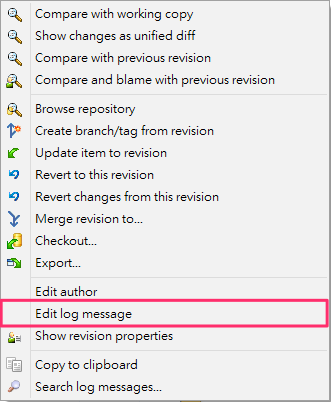 Compare with working copy
Show changes as unified diff
Compare with previous revision
Compare and blame with previous revision
Browse repository
Create branch/tag from revision
Update item to revision
Revert to this revision
Revert changes from this revision
Merge revision to...
Checkout...
Export...
Edit author
Edit log message
Show revision properties
Copy to clipboard
Search log messages...